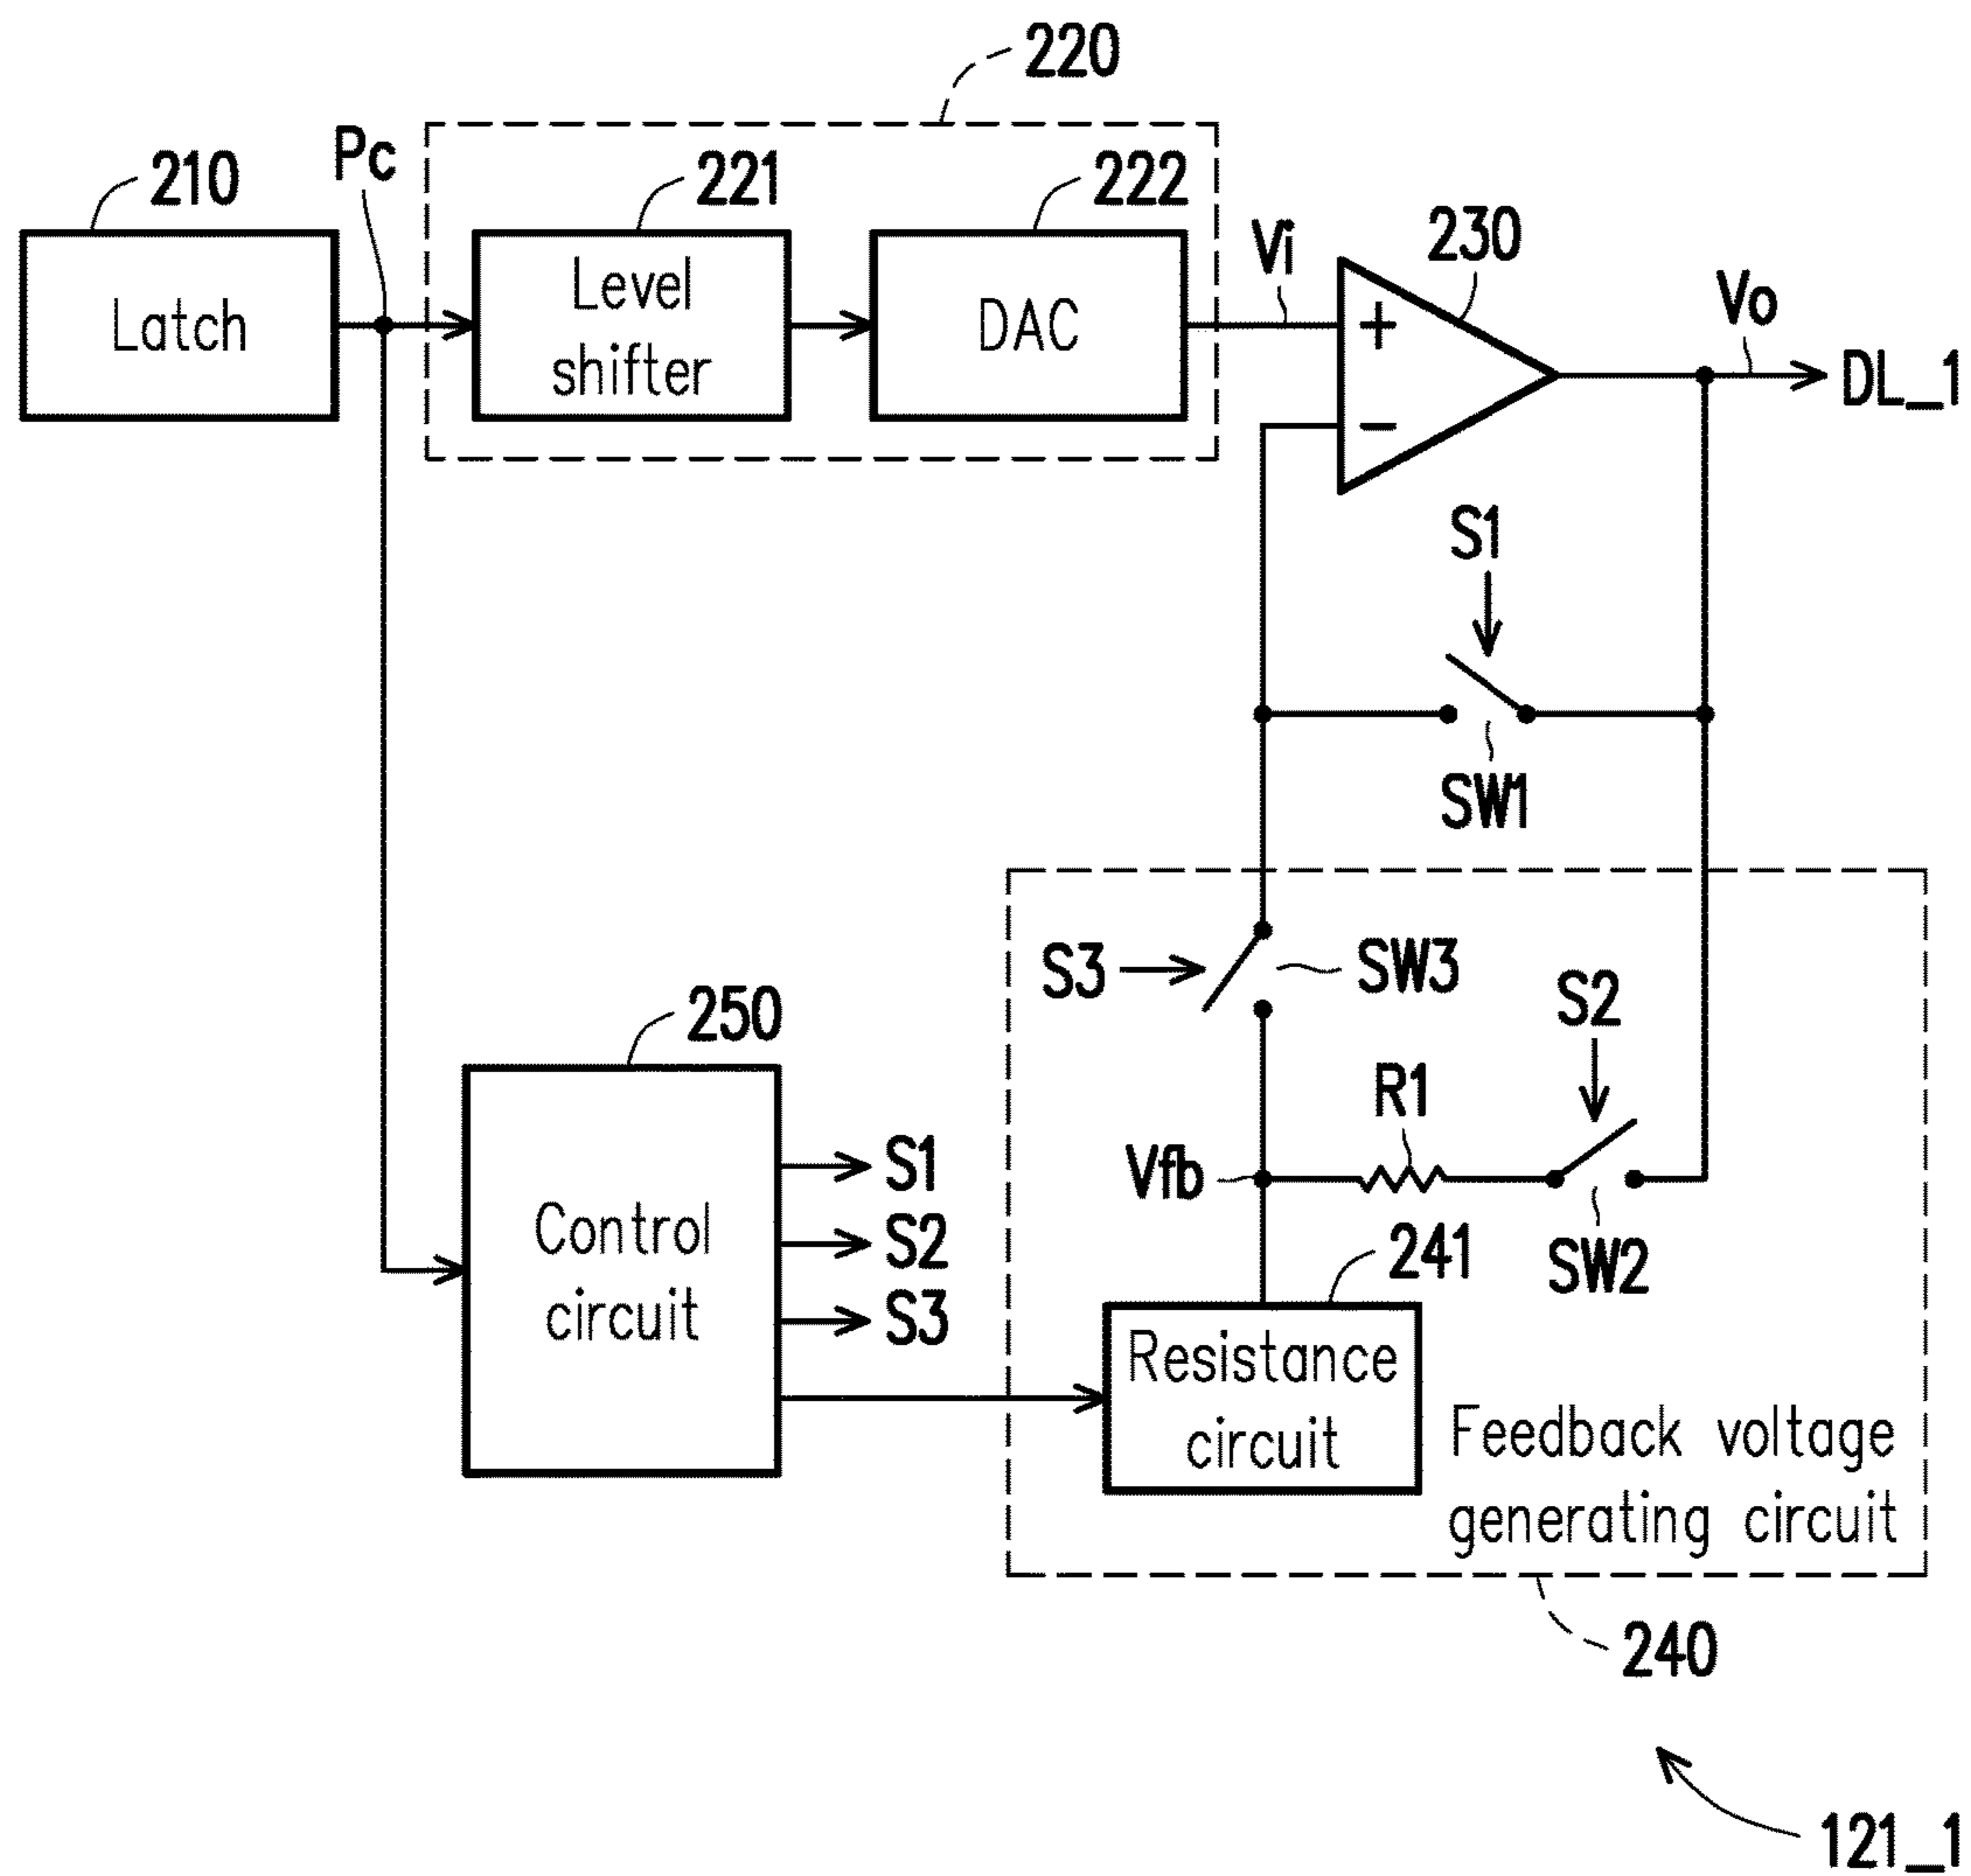 220
Pc
210
221
222
Latch
Level
shifter
DAC
Vi
+
−
230
Vo
DL_1
S1
SW1
S3
SW3
S2
R1
Vfb
SW2
250
Control
circuit
S1
S2
S3
241
Resistance
circuit
Feedback voltage
generating circuit
240
121_1